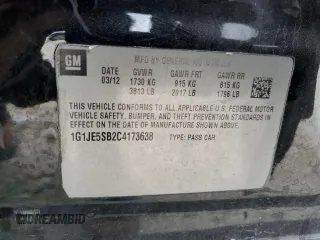 GM
MFD BY GENERAL MOTORS
03/12 GVWR GAWR FRT GAWR RR
1730 KG 915 KG 815 KG
3813 LB 2017 LB 1796 LB
THIS VEHICLE CONFORMS TO ALL APPLICABLE U.S. FEDERAL MOTOR
VEHICLE SAFETY, BUMPER, AND THEFT PREVENTION STANDARDS
IN EFFECT ON THE DATE OF MANUFACTURE SHOWN ABOVE.
1G1JE5SB2C4173638 TYPE: PASS CAR
DREAMBID